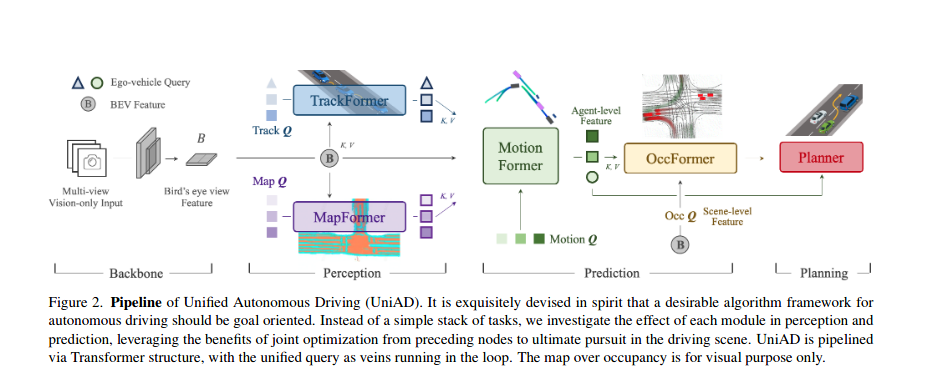 Ego-vehicle Query
B BEV Feature
B
Multi-view
Vision-only Input
Bird's eye view
Feature
Backbone
TrackFormer
Track Q
K, V
K, V
B
Map Q
K, V
MapFormer
Perception
Motion
Former
Agent-level
Feature
K, V
OccFormer
Motion Q
Occ Q Scene-level
Feature
B
Prediction
Planner
Planning
Figure 2. Pipeline of Unified Autonomous Driving (UniAD). It is exquisitely devised in spirit that a desirable algorithm framework for
autonomous driving should be goal oriented. Instead of a simple stack of tasks, we investigate the effect of each module in perception and
prediction, leveraging the benefits of joint optimization from preceding nodes to ultimate pursuit in the driving scene. UniAD is pipelined
via Transformer structure, with the unified query as veins running in the loop. The map over occupancy is for visual purpose only.